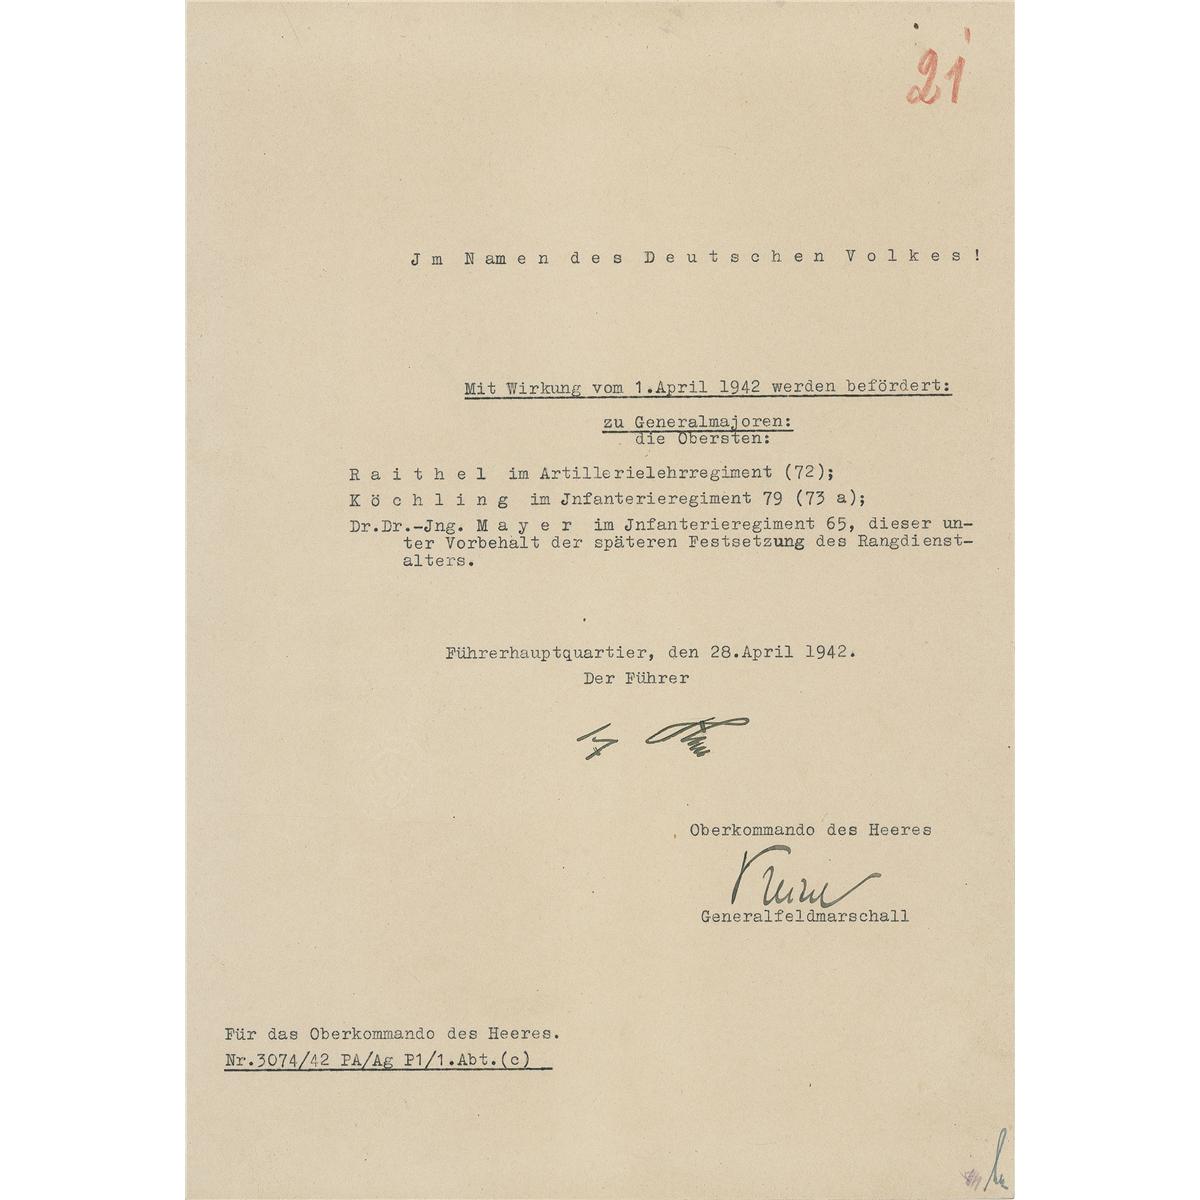 21
Jm Namen des Deutschen Volkes!
Mit Wirkung vom 1.April 1942 werden befördert:
zu Generalmajoren:
die Obersten:
Raithel im Artillerielehrregiment (72);
Köchling im Jnfanterieregiment 79 (73 a);
Dr.Dr.-Jng. Mayer im Jnfanterieregiment 65, dieser un-
ter Vorbehalt der späteren Festsetzung des Rangdienst-
alters.
Führerhauptquartier, den 28.April 1942.
Der Führer
Oberkommando des Heeres
Generalfeldmarschall
Für das Oberkommando des Heeres.
Nr.3074/42 PA/Ag P1/1.Abt.(c)